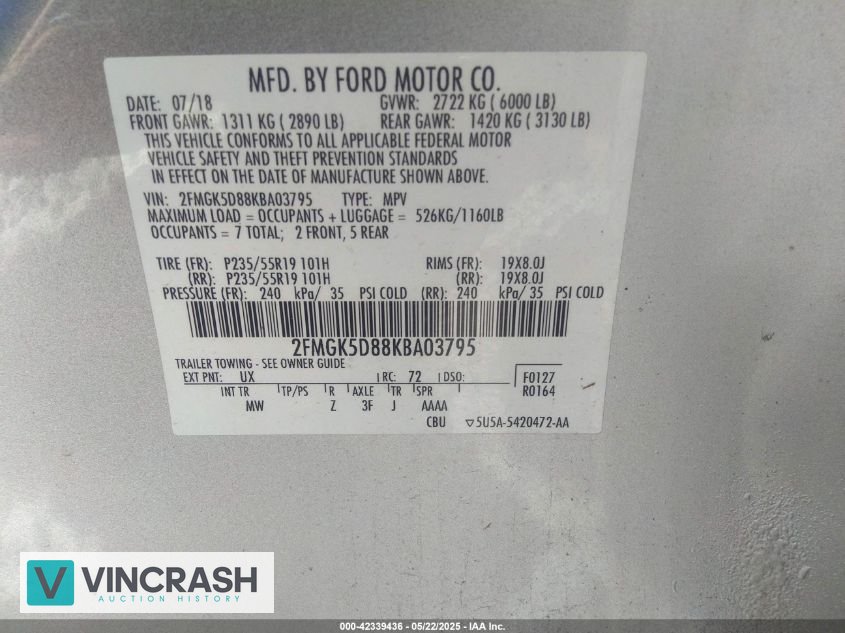 MFD. BY FORD MOTOR CO.
DATE: 07/18 GVWR: 2722 KG ( 6000 LB)
FRONT GAWR: 1311 KG ( 2890 LB) REAR GAWR: 1420 KG ( 3130 LB)
THIS VEHICLE CONFORMS TO ALL APPLICABLE FEDERAL MOTOR
VEHICLE SAFETY AND THEFT PREVENTION STANDARDS
IN EFFECT ON THE DATE OF MANUFACTURE SHOWN ABOVE.
VIN: 2FMGK5D88KBA03795 TYPE: MPV
MAXIMUM LOAD = OCCUPANTS + LUGGAGE = 526KG/1160LB
OCCUPANTS = 7 TOTAL; 2 FRONT, 5 REAR
TIRE (FR): P235/55R19 101H RIMS (FR): 19X8.0J
(RR): P235/55R19 101H (RR): 19X8.0J
PRESSURE (FR): 240 kPa/ 35 PSI COLD (RR): 240 kPa/ 35 PSI COLD
2FMGK5D88KBA03795
TRAILER TOWING - SEE OWNER GUIDE
EXT PNT: UX RC: 72 DSO: F0127
INT TR TP/PS R AXLE TR SPR R0164
MW Z 3F J AAAA
CBU ▽5U5A-5420472-AA
VINCRASH
AUCTION HISTORY
000-42339436 - 05/22/2025 - IAA Inc.